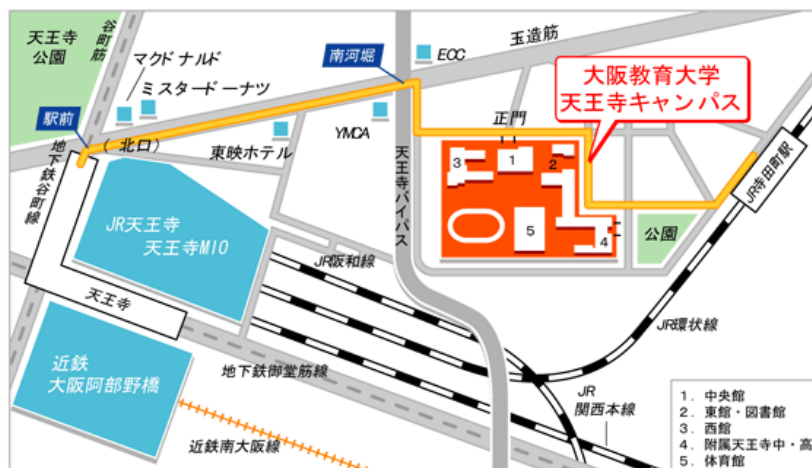 天王寺
公園
谷町筋
マクドナルド
ミスタードーナツ
南河堀
ECC
玉造筋
大阪教育大学
天王寺キャンパス
駅前
(北口)
東映ホテル
YMCA
正門
地下鉄谷町線
天王寺バイパス
1
2
3
4
5
公園
JR寺田町駅
JR天王寺
天王寺MIO
JR阪和線
JR環状線
天王寺
近鉄
大阪阿部野橋
地下鉄御堂筋線
近鉄南大阪線
JR
関西本線
1. 中央館
2. 東館・図書館
3. 西館
4. 附属天王寺中・高
5. 体育館